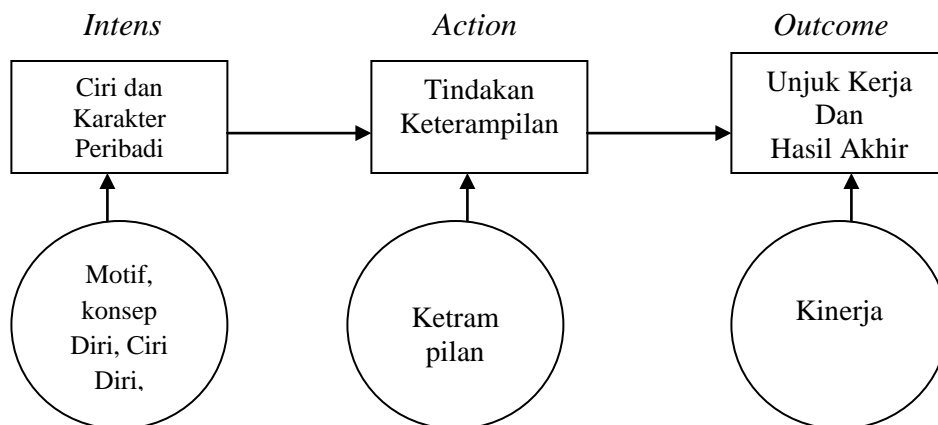 Intens
Action
Outcome
Ciri dan
Karakter
Peribadi
Tindakan
Keterampilan
Unjuk Kerja
Dan
Hasil Akhir
Motif,
konsep
Diri, Ciri
Diri,
Ketram
pilan
Kinerja